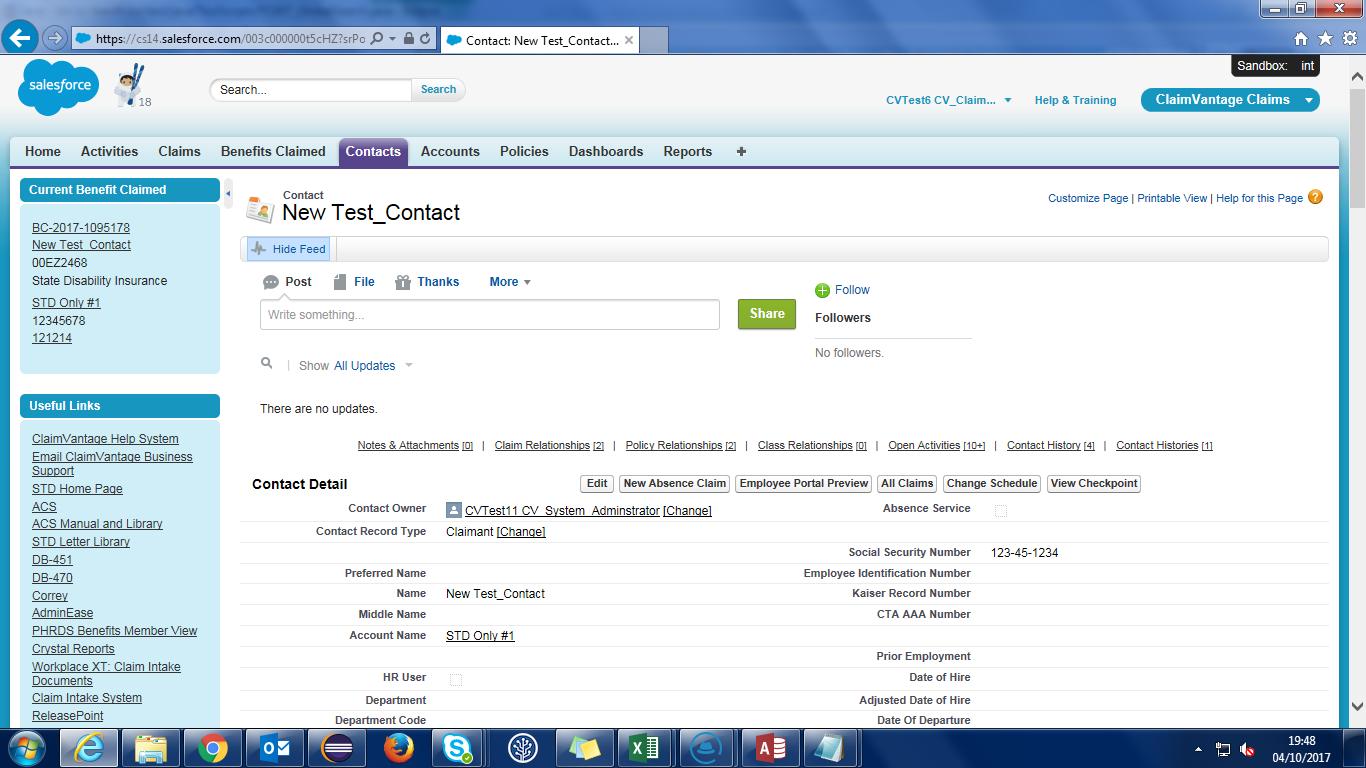 https://cs14.salesforce.com/003c000000t5cHZ?srPo
Contact: New Test_Contact...
Sandbox: int
salesforce
18
Search...
Search
CVTest6 CV_Claim...
Help & Training
ClaimVantage Claims
Home Activities Claims Benefits Claimed Contacts Accounts Policies Dashboards Reports +
Current Benefit Claimed
BC-2017-1095178
New Test_Contact
00EZ2468
State Disability Insurance
STD Only #1
12345678
121214
Useful Links
ClaimVantage Help System
Email ClaimVantage Business
Support
STD Home Page
ACS
ACS Manual and Library
STD Letter Library
DB-451
DB-470
Correy
AdminEase
PHRDS Benefits Member View
Crystal Reports
Workplace XT: Claim Intake
Documents
Claim Intake System
ReleasePoint
Contact
New Test_Contact
Customize Page | Printable View | Help for this Page
Hide Feed
Post File Thanks More
Write something...
Share
Follow
Followers
No followers.
Show All Updates
There are no updates.
Notes & Attachments [0] | Claim Relationships [2] | Policy Relationships [2] | Class Relationships [0] | Open Activities [10+] | Contact History [4] | Contact Histories [1]
Contact Detail
Edit New Absence Claim Employee Portal Preview All Claims Change Schedule View Checkpoint
Contact Owner CVTest11 CV_System_Adminstrator [Change] Absence Service
Contact Record Type Claimant [Change]
Social Security Number 123-45-1234
Preferred Name Employee Identification Number
Name New Test_Contact Kaiser Record Number
Middle Name CTA AAA Number
Account Name STD Only #1
Prior Employment
HR User Date of Hire
Department Adjusted Date of Hire
Department Code Date Of Departure
19:48
04/10/2017